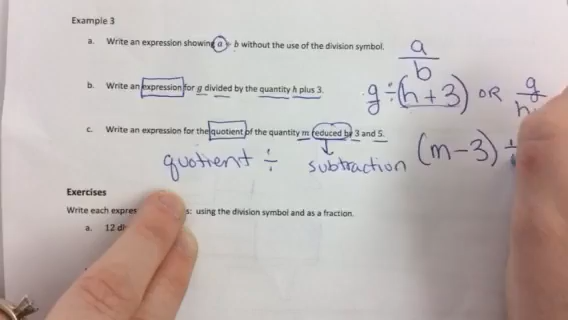 Example 3
a. Write an expression showing a ÷ b without the use of the division symbol.
a
b
b. Write an expression for g divided by the quantity h plus 3.
g ÷ (h + 3) OR g
h
c. Write an expression for the quotient of the quantity m reduced by 3 and 5.
quotient ÷ subtraction (m - 3) ÷
Exercises
Write each using the division symbol and as a fraction.
a. 12